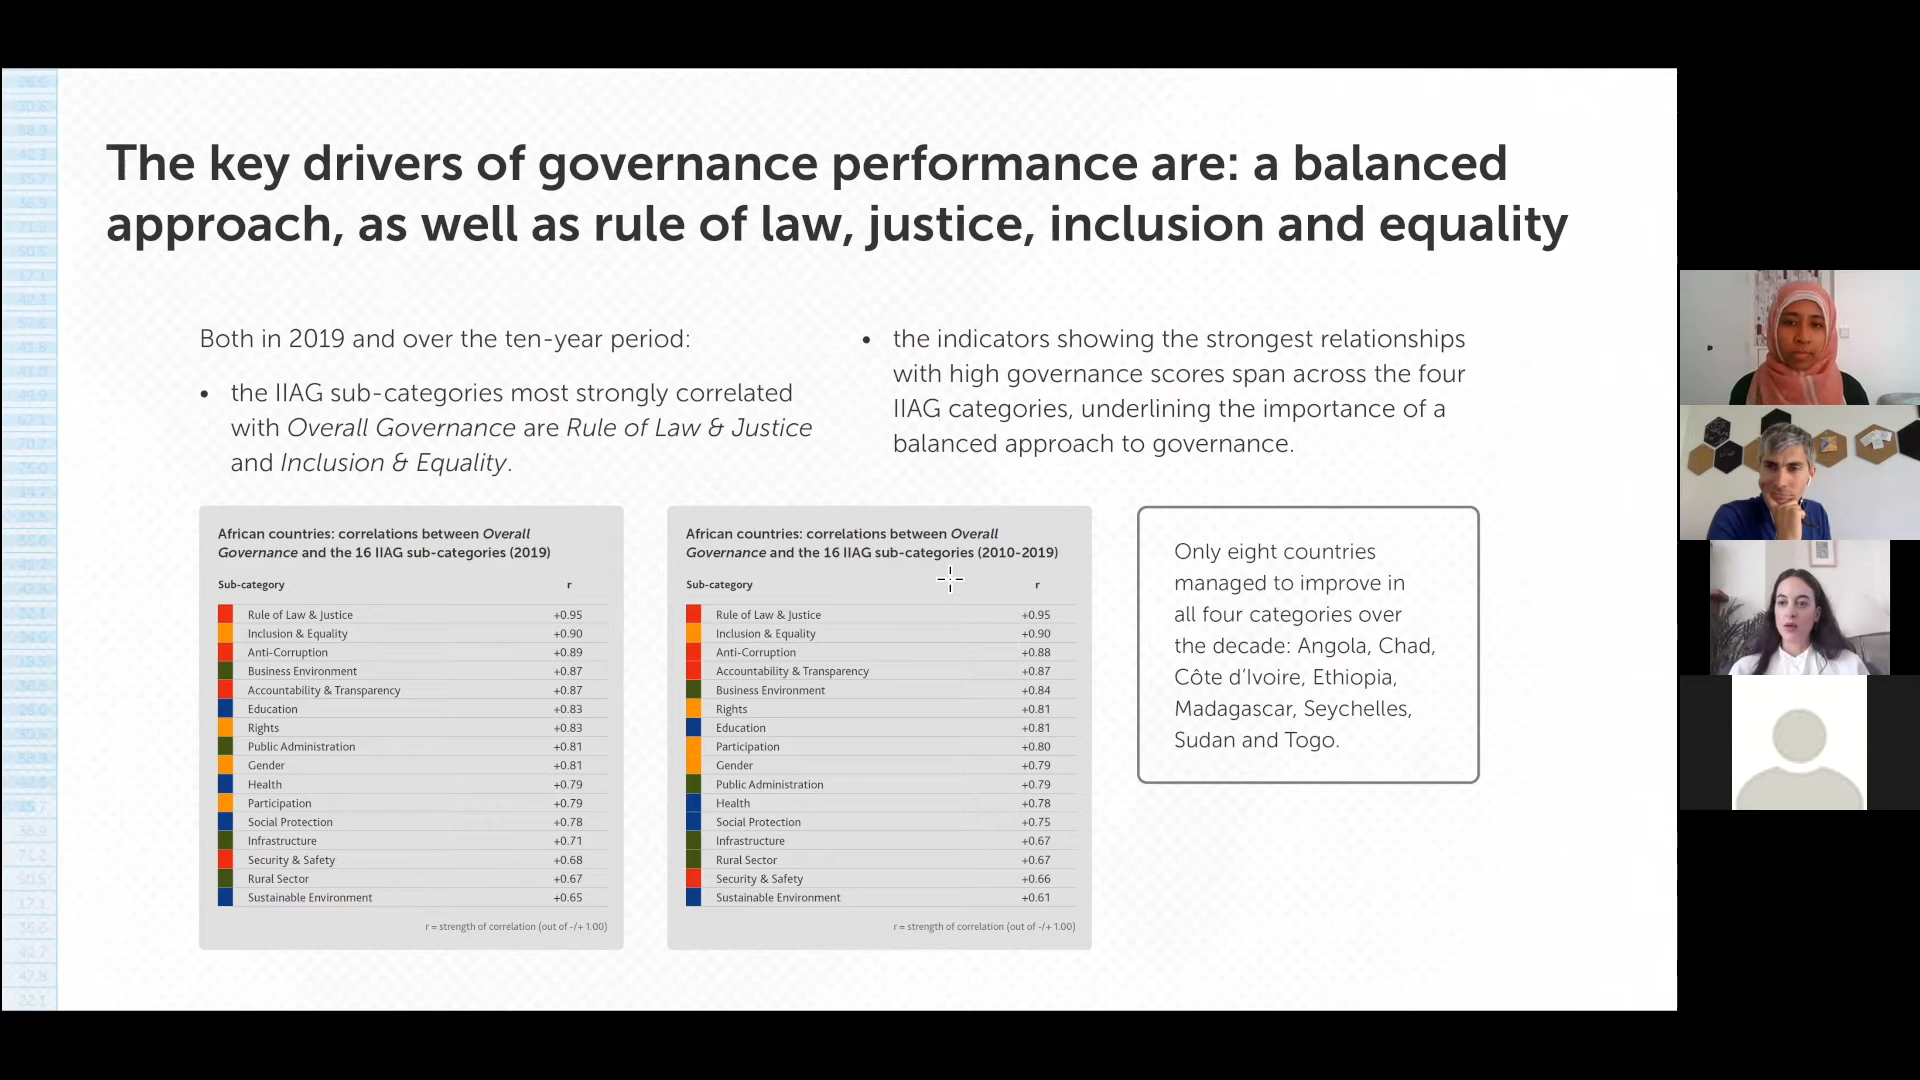 The key drivers of governance performance are: a balanced
approach, as well as rule of law, justice, inclusion and equality
Both in 2019 and over the ten-year period:
• the IIAG sub-categories most strongly correlated
with Overall Governance are Rule of Law & Justice
and Inclusion & Equality.
• the indicators showing the strongest relationships
with high governance scores span across the four
IIAG categories, underlining the importance of a
balanced approach to governance.
African countries: correlations between Overall
Governance and the 16 IIAG sub-categories (2019)
Sub-category r
Rule of Law & Justice +0.95
Inclusion & Equality +0.90
Anti-Corruption +0.89
Business Environment +0.87
Accountability & Transparency +0.87
Education +0.83
Rights +0.83
Public Administration +0.81
Gender +0.81
Health +0.79
Participation +0.79
Social Protection +0.78
Infrastructure +0.71
Security & Safety +0.68
Rural Sector +0.67
Sustainable Environment +0.65
r = strength of correlation (out of -/+ 1.00)
African countries: correlations between Overall
Governance and the 16 IIAG sub-categories (2010-2019)
Sub-category r
Rule of Law & Justice +0.95
Inclusion & Equality +0.90
Anti-Corruption +0.88
Accountability & Transparency +0.87
Business Environment +0.84
Rights +0.81
Education +0.81
Participation +0.80
Gender +0.79
Public Administration +0.79
Health +0.78
Social Protection +0.75
Infrastructure +0.67
Rural Sector +0.67
Security & Safety +0.66
Sustainable Environment +0.61
r = strength of correlation (out of -/+ 1.00)
Only eight countries
managed to improve in
all four categories over
the decade: Angola, Chad,
Côte d’Ivoire, Ethiopia,
Madagascar, Seychelles,
Sudan and Togo.